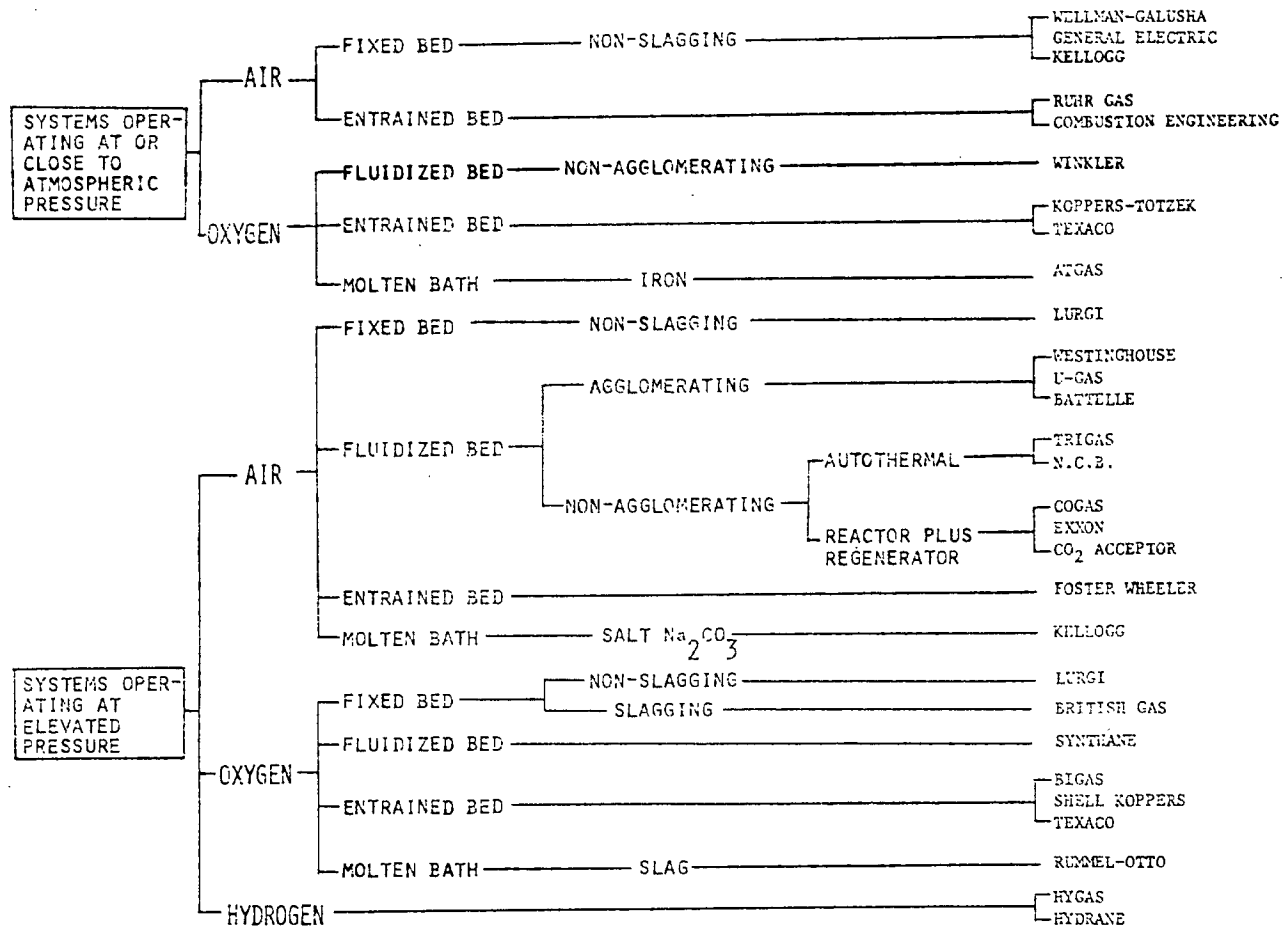 WELLMAN-GALUSHA
FIXED BED
NON-SLAGGING
GENERAL ELECTRIC
KELLOGG
AIR
RUHR GAS
ENTRAINED BED
COMBUSTION ENGINEERING
SYSTEMS OPER-
ATING AT OR
CLOSE TO
ATMOSPHERIC
PRESSURE
FLUIDIZED BED
NON-AGGLOMERATING
WINKLER
OXYGEN
ENTRAINED BED
KOPPERS-TOTZEK
TEXACO
MOLTEN BATH
IRON
ATGAS
FIXED BED
NON-SLAGGING
LURGI
AGGLOMERATING
WESTINGHOUSE
U-GAS
BATTELLE
FLUIDIZED BED
AIR
AUTOTHERMAL
TRIGAS
N.C.B.
NON-AGGLOMERATING
REACTOR PLUS
REGENERATOR
COGAS
EXXON
CO2 ACCEPTOR
ENTRAINED BED
FOSTER WHEELER
MOLTEN BATH
SALT Na2CO3
KELLOGG
SYSTEMS OPER-
ATING AT
ELEVATED
PRESSURE
FIXED BED
NON-SLAGGING
LURGI
SLAGGING
BRITISH GAS
FLUIDIZED BED
SYNTHANE
OXYGEN
ENTRAINED BED
BIGAS
SHELL KOPPERS
TEXACO
MOLTEN BATH
SLAG
RUMMEL-OTTO
HYDROGEN
HYGAS
HYDRANE